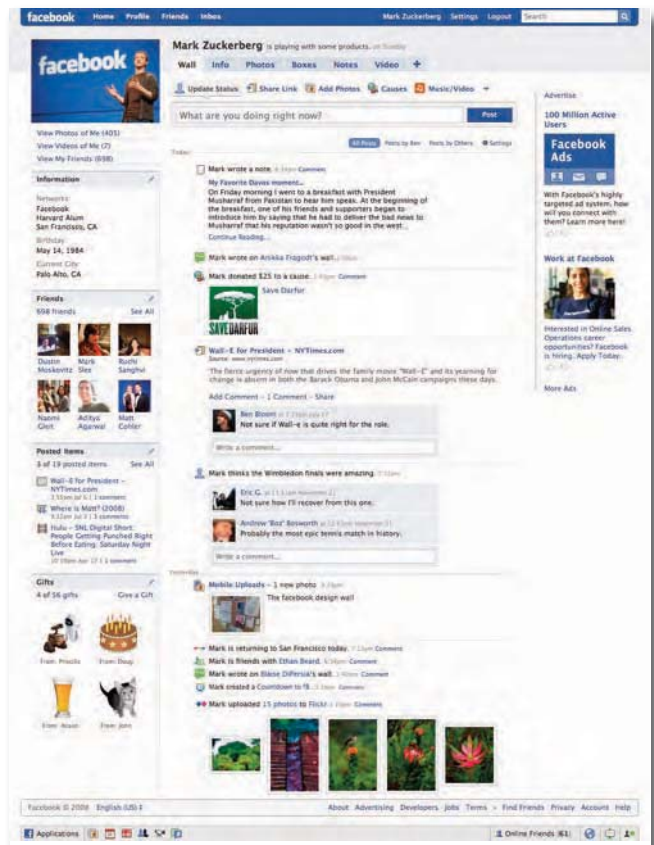 facebook Home Profile Friends Inbox Mark Zuckerberg Settings Logout Search
facebook
View Photos of Me (405)
View Videos of Me (7)
View My Friends (698)
Information
Networks:
Facebook
Harvard Alum
San Francisco, CA
Birthday:
May 14, 1984
Current City:
Palo Alto, CA
Friends
698 friends See All
Dustin Moskovitz
Mark Slee
Ruchi Sanghvi
Naomi Gleit
Aditya Agarwal
Matt Cohler
Posted Items
3 of 19 posted items See All
Wall-E for President -
NYTimes.com
Where is Matt? (2008)
Hulu - SNL Digital Short:
People Getting Punched Right
Before Eating: Saturday Night
Live
Gifts
4 of 56 gifts Give a Gift
From: Priscilla
From: Doug
From: John
Mark Zuckerberg is playing with some products. on Sunday
Wall Info Photos Boxes Notes Video +
Update Status Share Link Add Photos Causes Music/Video
What are you doing right now? Post
All Posts Posts by Ben Posts by Others Settings
Today
Mark wrote a note. Comment
My Favorite Davos moment...
On Friday morning I went to a breakfast with President
Musharraf from Pakistan to hear him speak. At the beginning of
the breakfast, one of his friends and supporters began to
introduce him by saying that he had to deliver the bad news to
Musharraf that his reputation wasn't so good in the west...
Continue Reading...
Mark wrote on Annika Fragodt's wall.
Mark donated $25 to a cause. Comment
SAVEDARFUR
Save Darfur
Wall-E for President - NYTimes.com
Source: www.nytimes.com
The fierce urgency of now that drives the family movies "Wall-E" and its yearning for
change is absent in both the Barack Obama and John McCain campaigns these days.
Add Comment - 1 Comment - Share
Ben Bloom
Not sure if Wall-e is quite right for the role.
Write a comment...
Mark thinks the Wimbledon finals were amazing.
Eric G.
Not sure how I'll recover from this one.
Andrew 'Boz' Bosworth
Probably the most epic tennis match in history.
Write a comment...
Yesterday
Mobile Uploads - 1 new photo
The facebook design wall
Mark is returning to San Francisco today. Comment
Mark is friends with Ethan Beard. Comment
Mark wrote on Blaise DiPersia's wall. Comment
Mark created a Countdown to f8. Comment
Mark uploaded 15 photos to Flickr Comment
Advertise
100 Million Active
Users
Facebook
Ads
With Facebook's highly
targeted ad system, how
will you connect with
them? Learn more here!
Work at Facebook
Interested in Online Sales
Operations career
opportunities? Facebook
is hiring. Apply Today.
More Ads
Facebook © 2008 English (US) About Advertising Developers Jobs Terms Find Friends Privacy Account Help
Applications Online Friends (61)